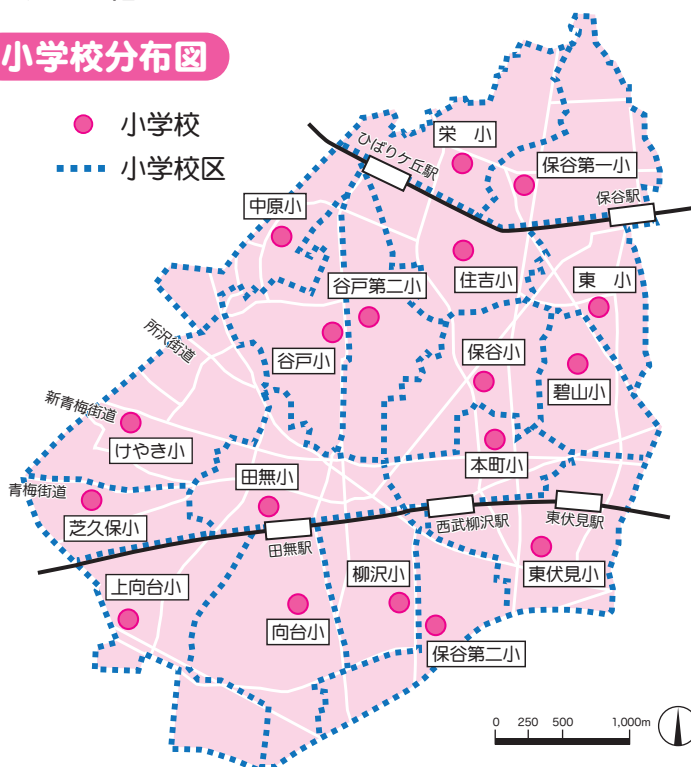 小学校分布図
小学校
小学校区
栄 小
ひばりケ丘駅
保谷第一小
保谷駅
中原小
住吉小
谷戸第二小
東 小
所沢街道
谷戸小
保谷小
碧山小
新青梅街道
けやき小
本町小
田無小
青梅街道
芝久保小
西武柳沢駅
東伏見駅
田無駅
柳沢小
東伏見小
上向台小
向台小
保谷第二小
0 250 500 1,000m